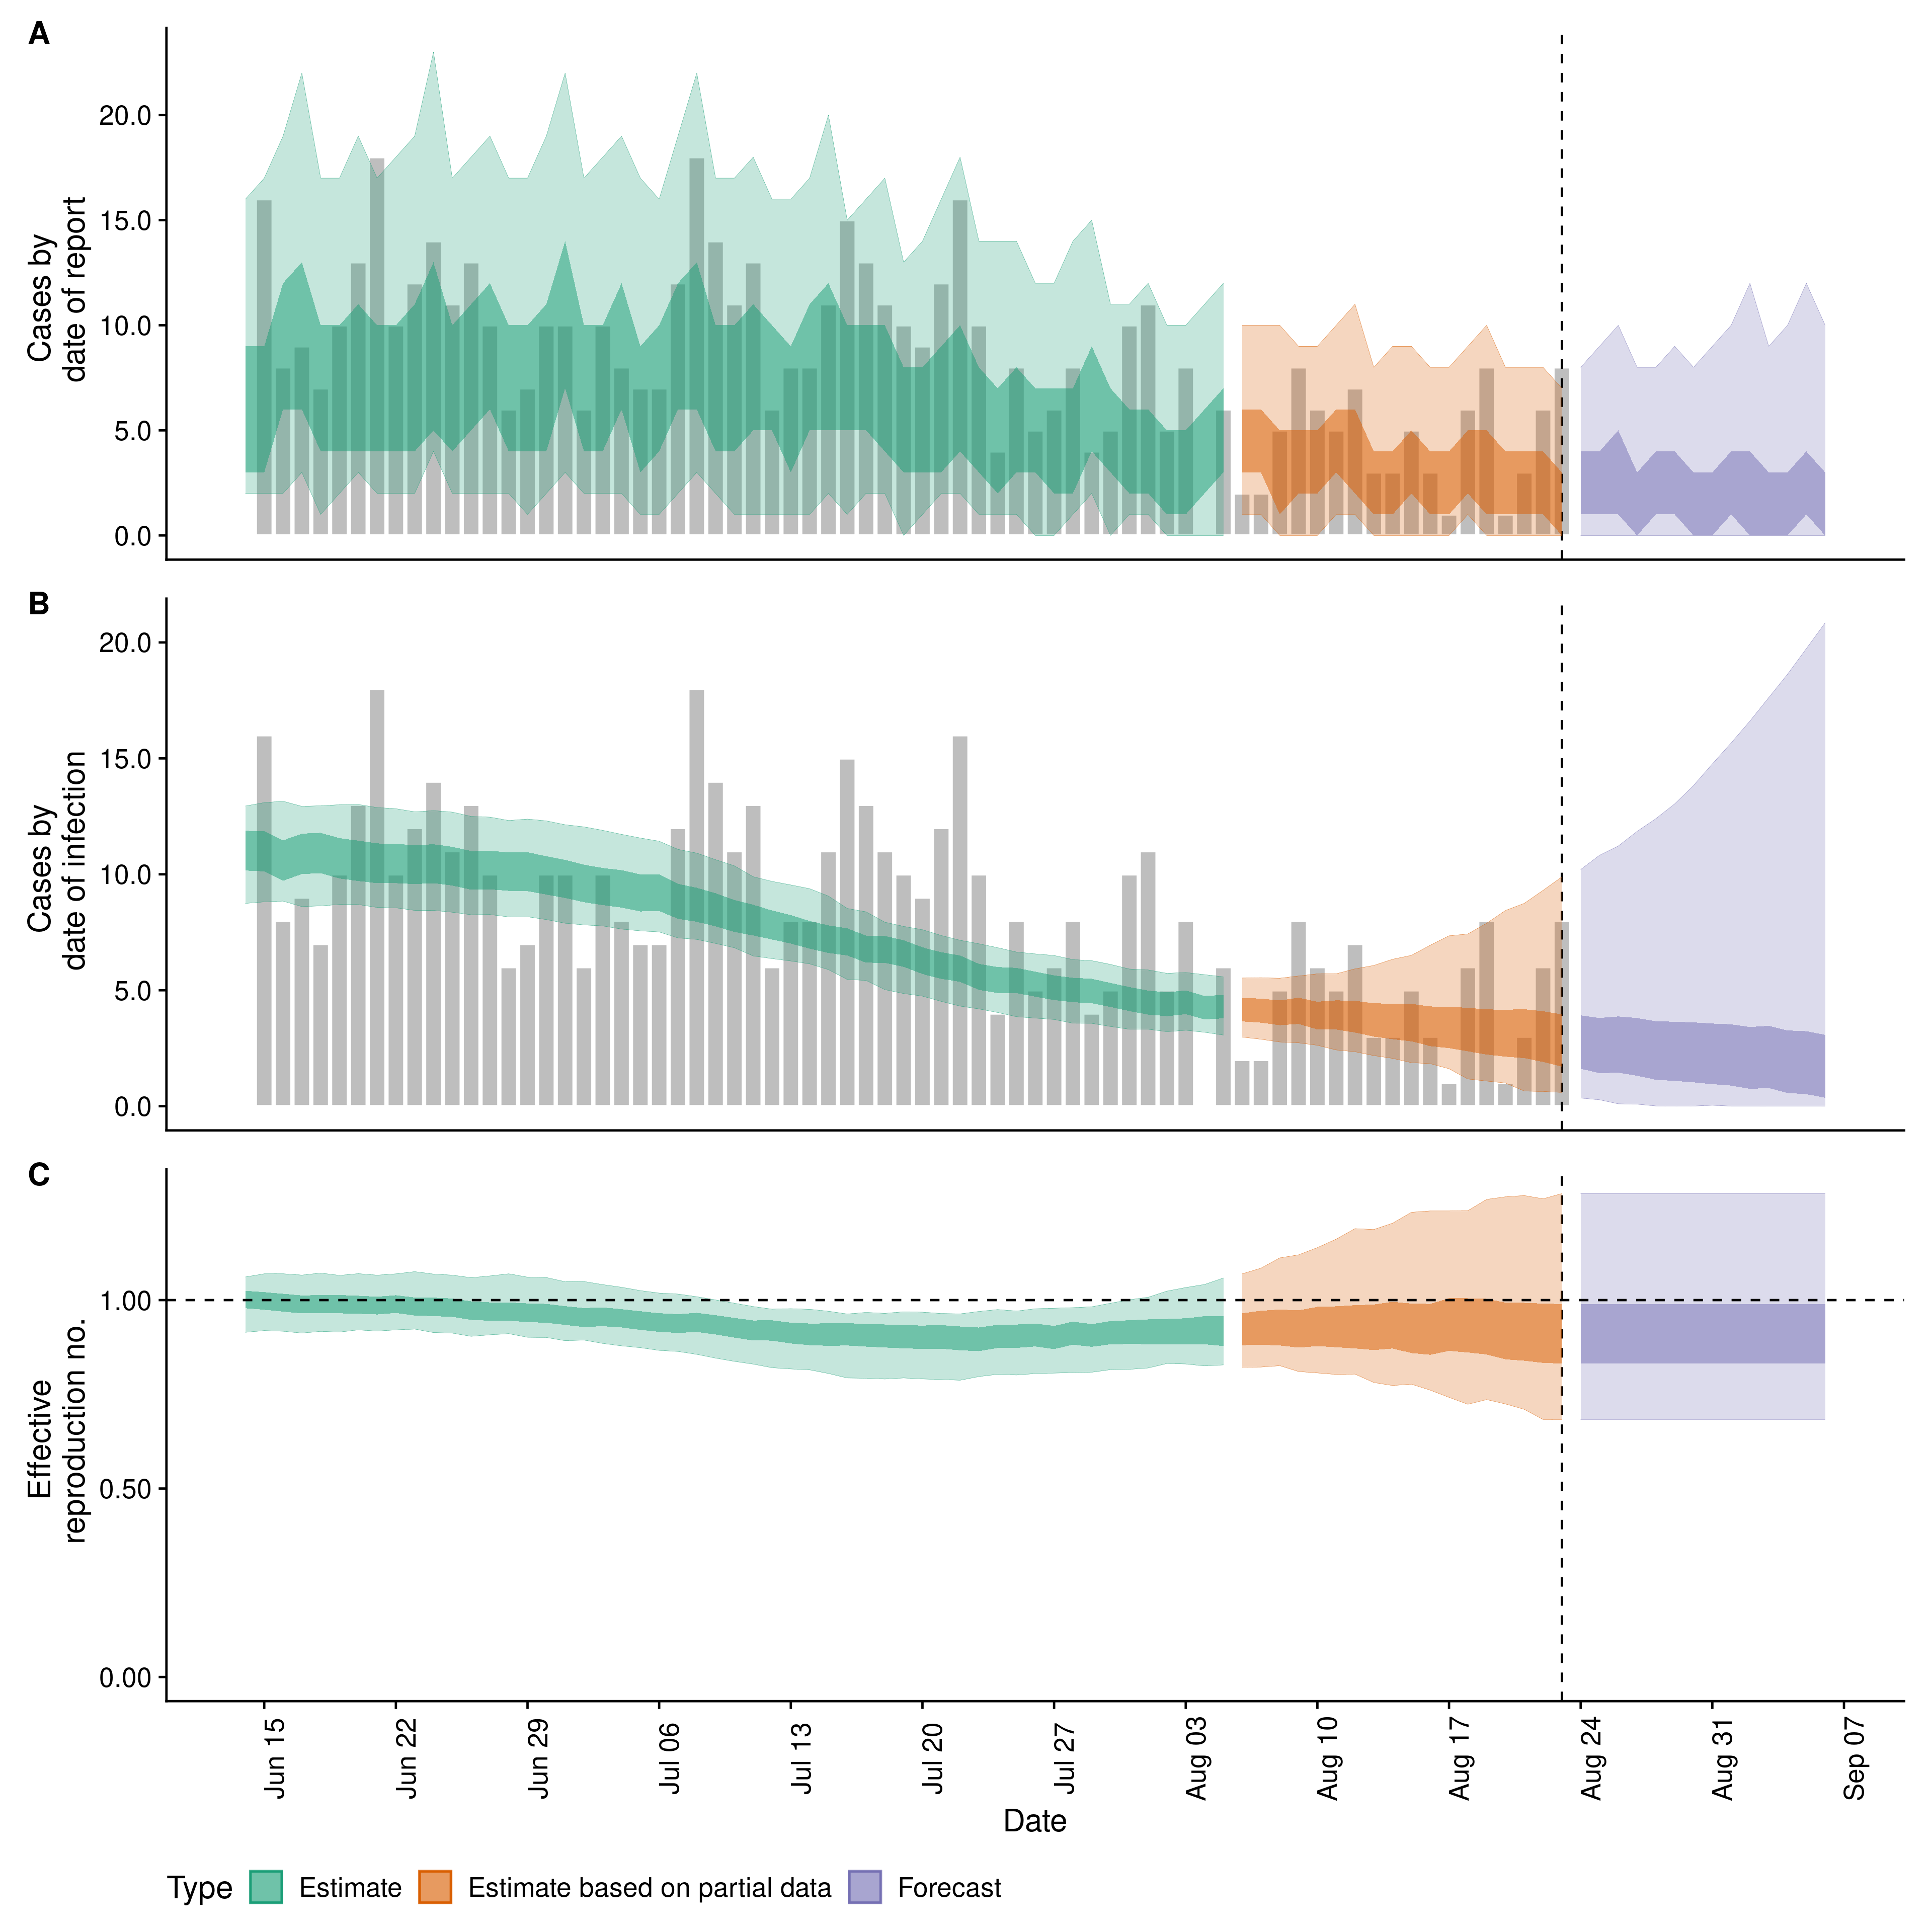 A
Cases by
date of report
20.0
15.0
10.0
5.0
0.0
B
Cases by
date of infection
20.0
15.0
10.0
5.0
0.0
C
Effective
reproduction no.
1.00
0.50
0.00
Jun 15
Jun 22
Jun 29
Jul 06
Jul 13
Jul 20
Jul 27
Aug 03
Aug 10
Aug 17
Aug 24
Aug 31
Sep 07
Date
Type
Estimate
Estimate based on partial data
Forecast